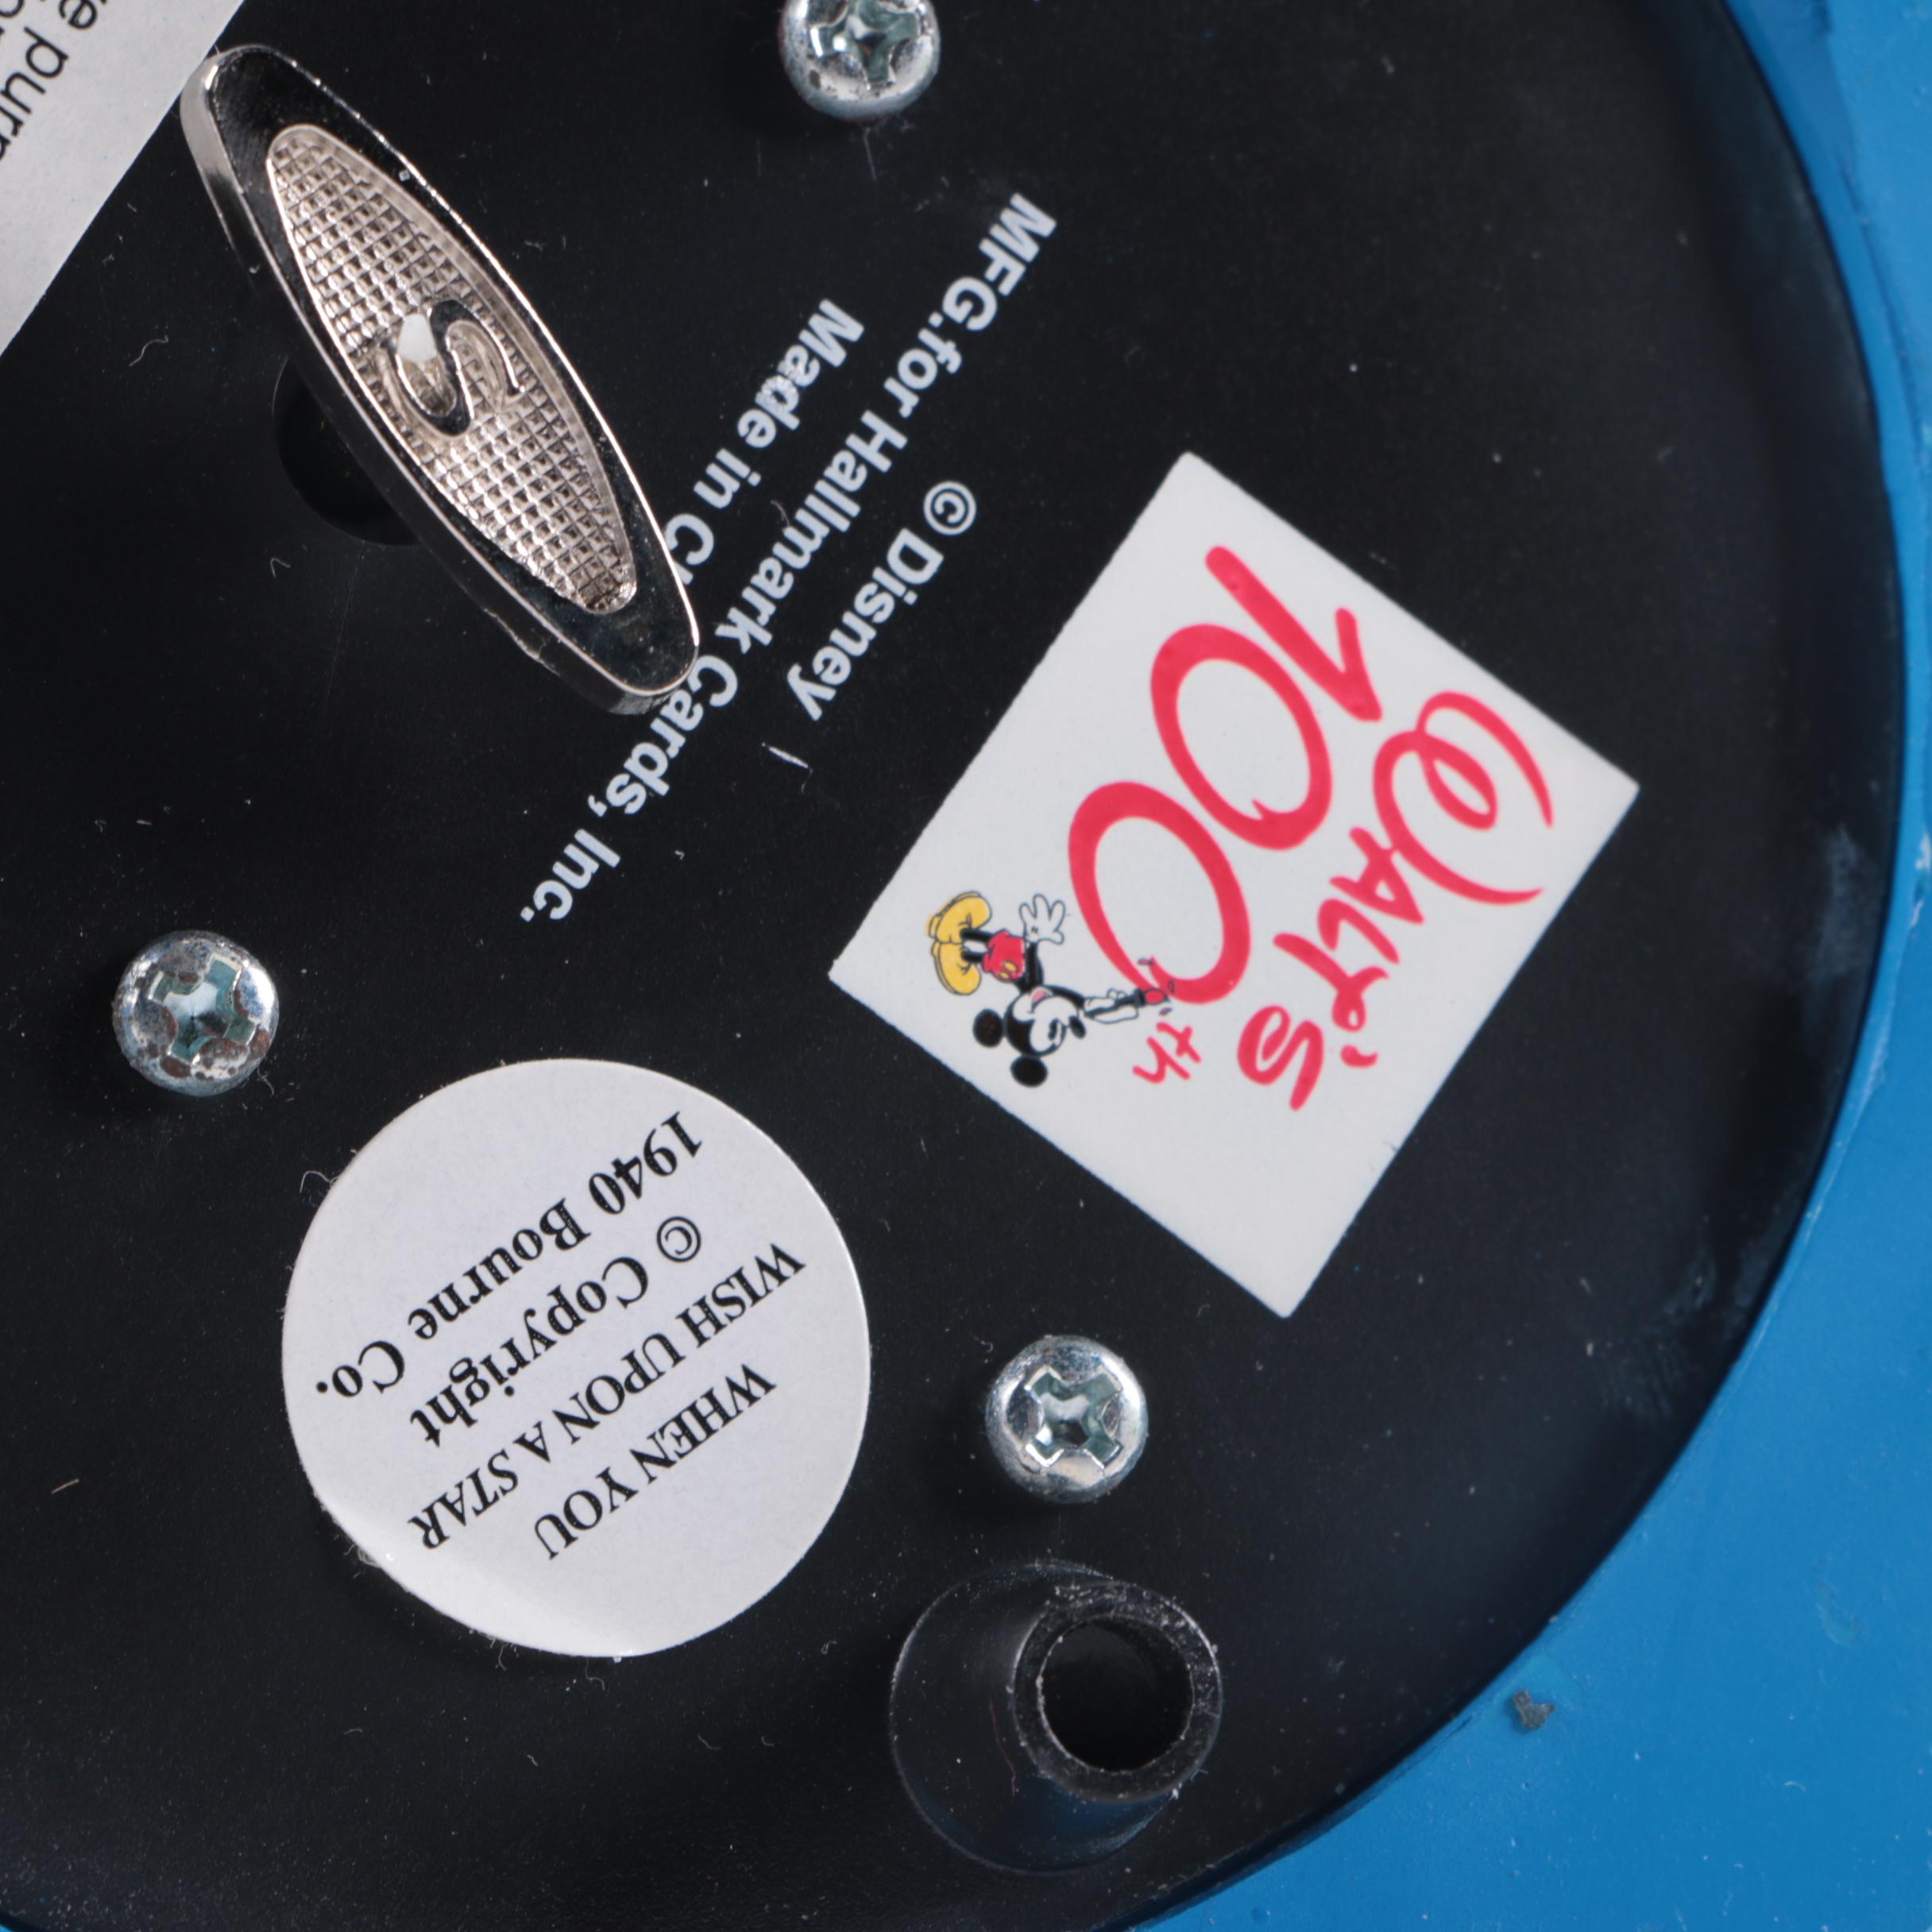 Walt's
100th
© Disney
MFG.for Hallmark Cards, Inc.
Made in
WHEN YOU
WISH UPON A STAR
© Copyright
1940 Bourne Co.
S